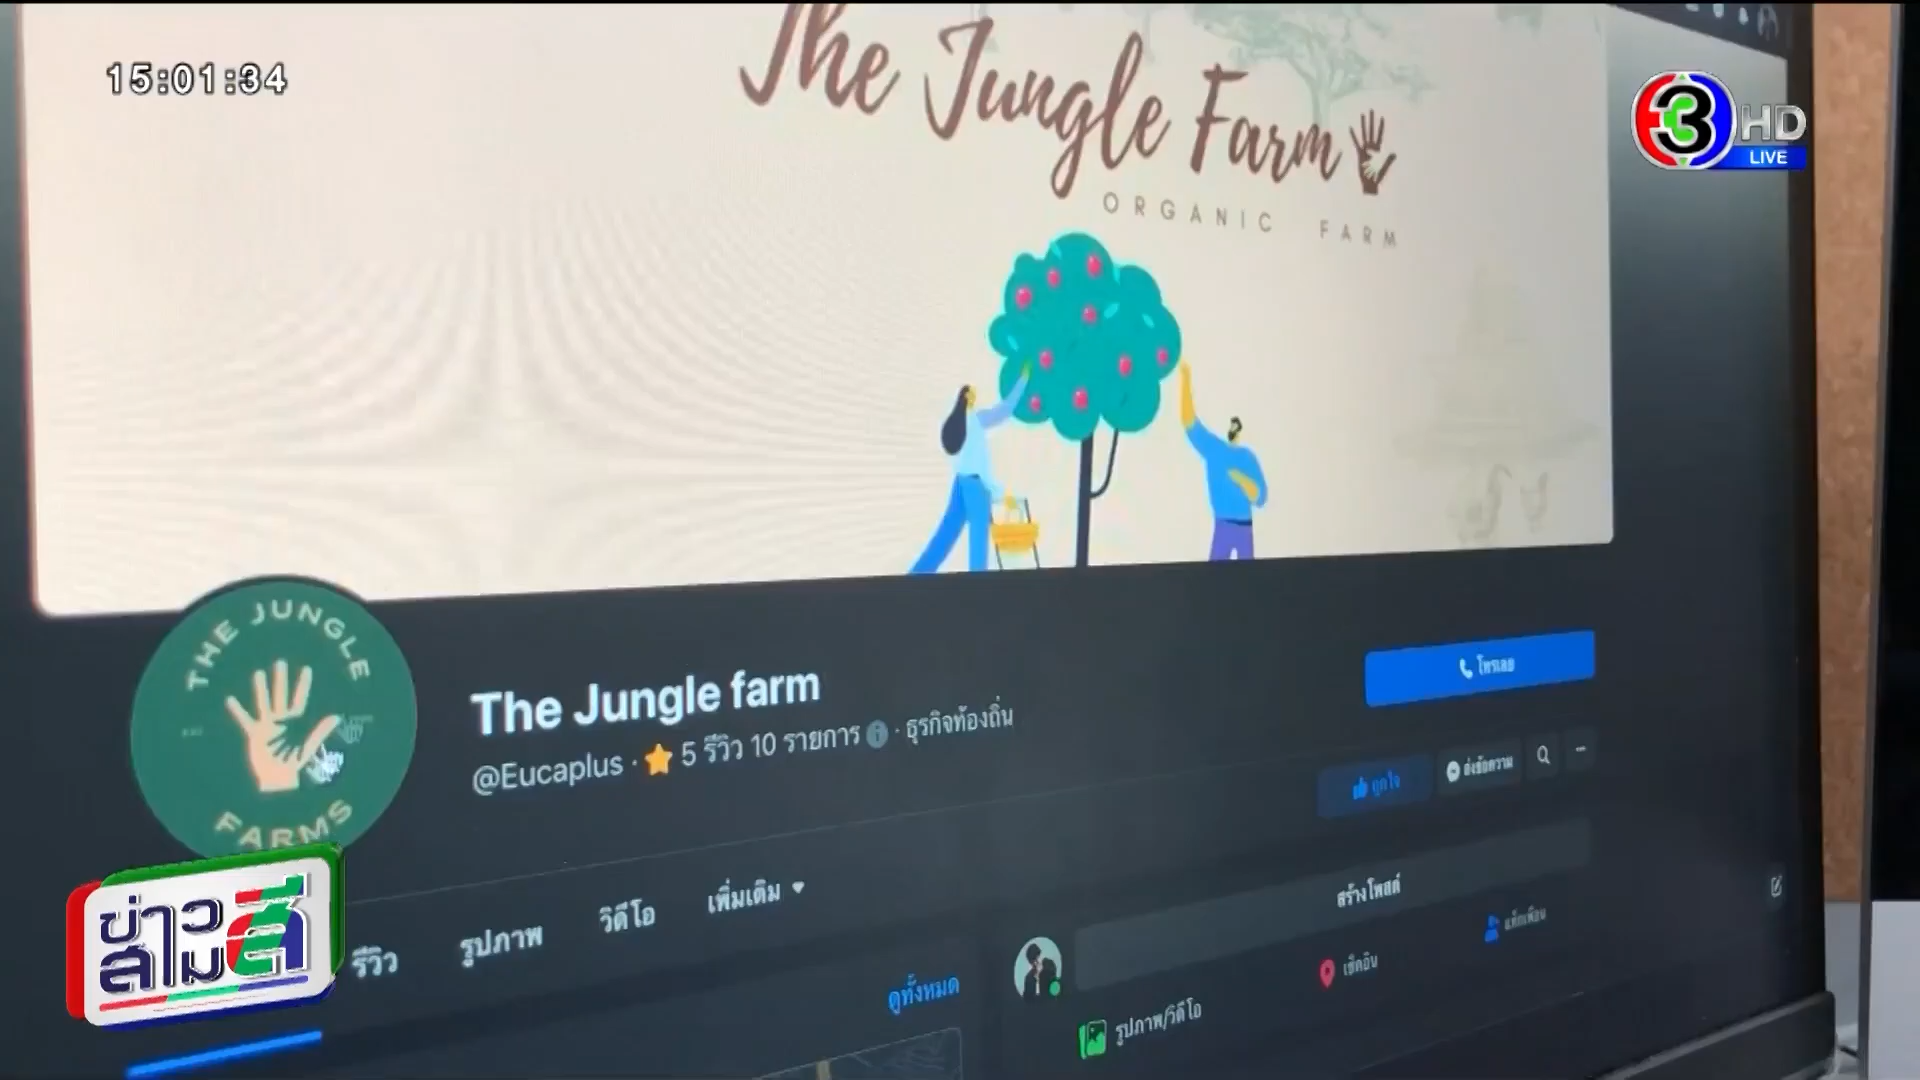 15:01:34
3 HD
LIVE
The Jungle Farm
ORGANIC FARM
THE JUNGLE
FARMS
The Jungle farm
@Eucaplus · 5 รีวิว 10 รายการ · ธุรกิจท้องถิ่น
โทรเลย
ถูกใจ
ส่งข้อความ
รีวิว
รูปภาพ
วิดีโอ
เพิ่มเติม
ดูทั้งหมด
สร้างโพสต์
รูปภาพ/วิดีโอ
เช็คอิน
แท็กเพื่อน
ข่าว
สามสี